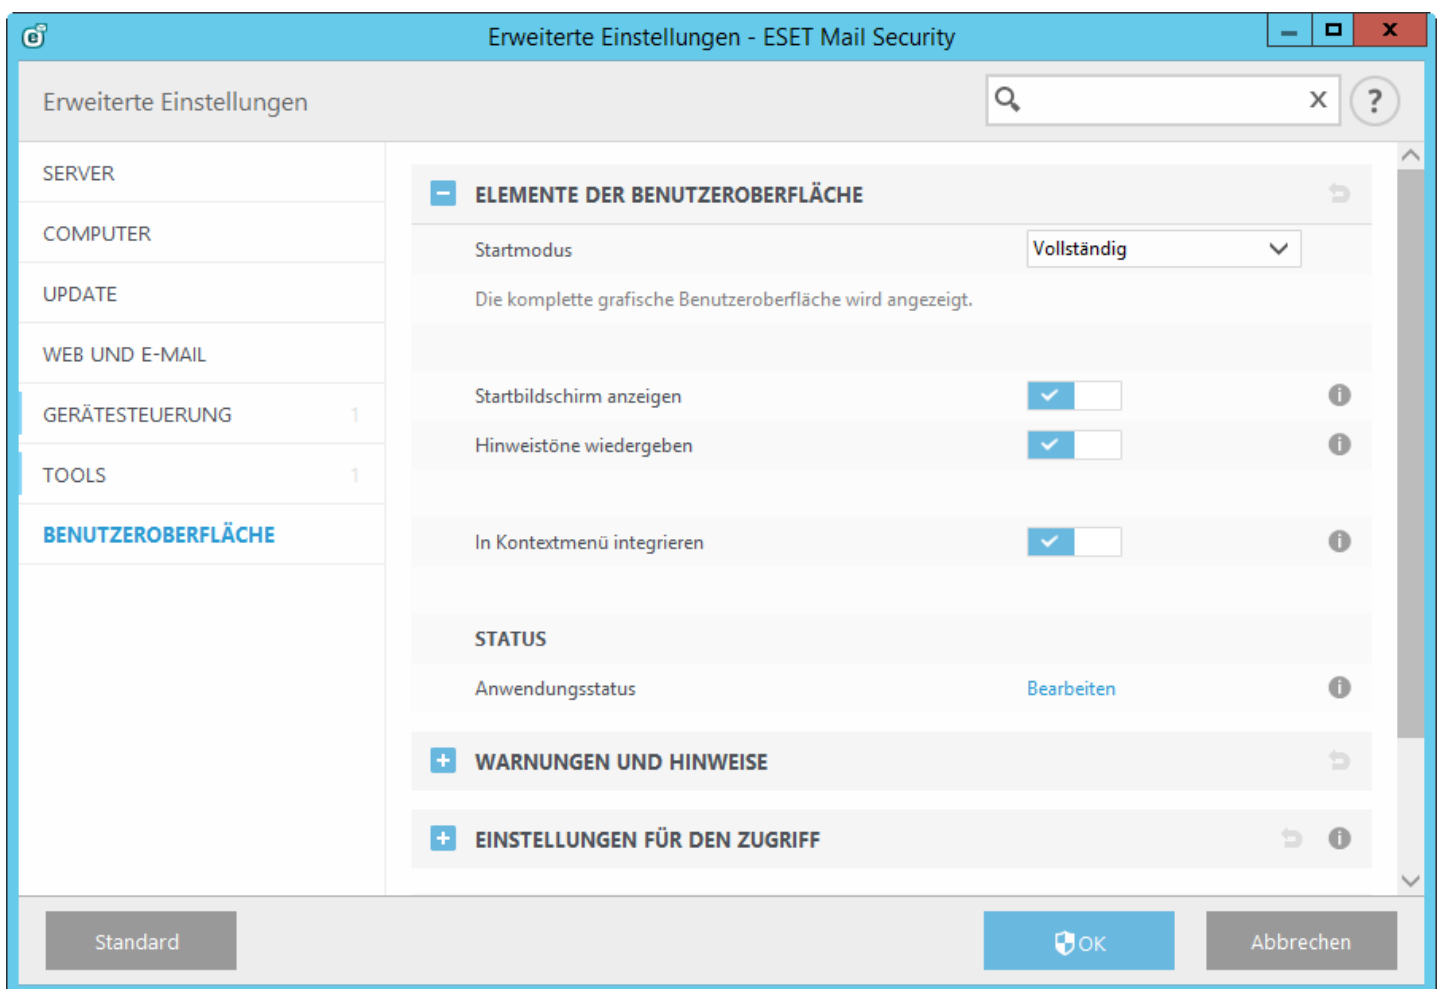 Erweiterte Einstellungen - ESET Mail Security
Erweiterte Einstellungen
x
?
SERVER
COMPUTER
UPDATE
WEB UND E-MAIL
GERÄTESTEUERUNG 1
TOOLS 1
BENUTZEROBERFLÄCHE
ELEMENTE DER BENUTZEROBERFLÄCHE
Startmodus Vollständig
Die komplette grafische Benutzeroberfläche wird angezeigt.
Startbildschirm anzeigen
Hinweistöne wiedergeben
In Kontextmenü integrieren
STATUS
Anwendungsstatus Bearbeiten
WARNUNGEN UND HINWEISE
EINSTELLUNGEN FÜR DEN ZUGRIFF
Standard
OK
Abbrechen